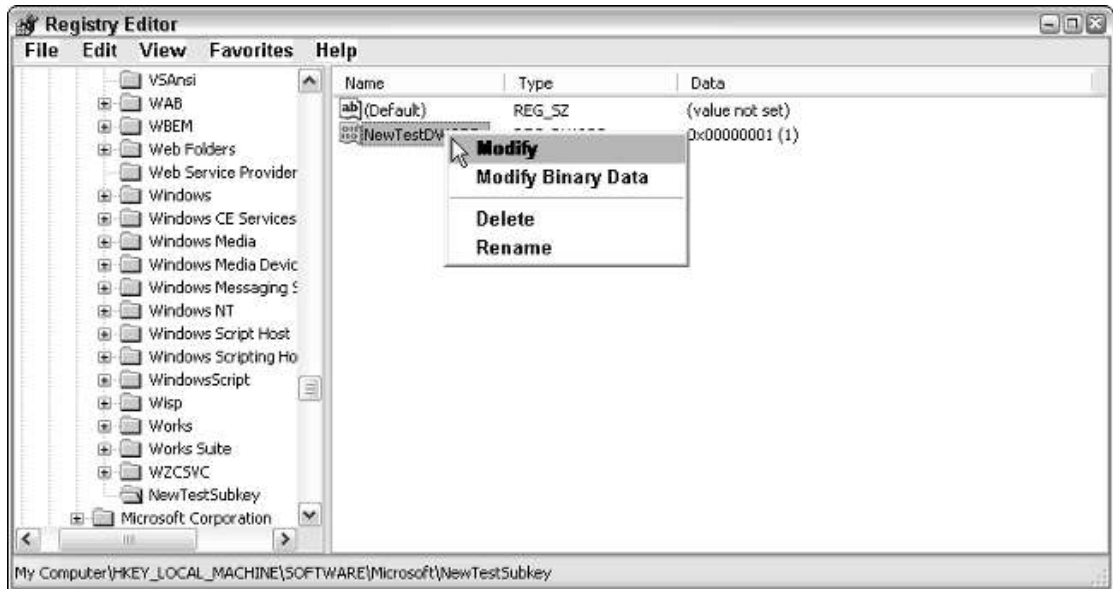 Registry Editor
File Edit View Favorites Help
VSAnsi
WAB
WBEM
Web Folders
Web Service Provider
Windows
Windows CE Services
Windows Media
Windows Media Devic
Windows Messaging S
Windows NT
Windows Script Host
Windows Scripting Ho
WindowsScript
Wisp
Works
Works Suite
WZCSVC
NewTestSubkey
Microsoft Corporation
Name Type Data
(Default) REG_SZ (value not set)
NewTestDW 0x00000001 (1)
Modify
Modify Binary Data
Delete
Rename
My Computer\HKEY_LOCAL_MACHINE\SOFTWARE\Microsoft\NewTestSubkey